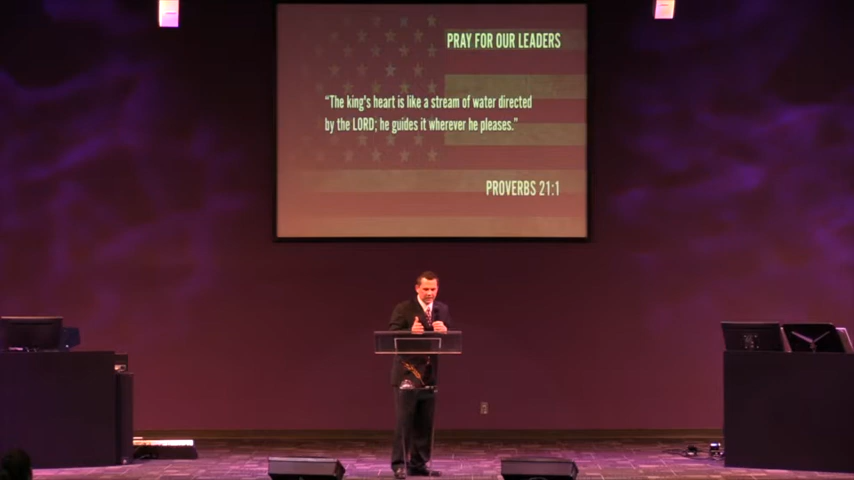 PRAY FOR OUR LEADERS
“The king's heart is like a stream of water directed
by the LORD; he guides it wherever he pleases.”
PROVERBS 21:1